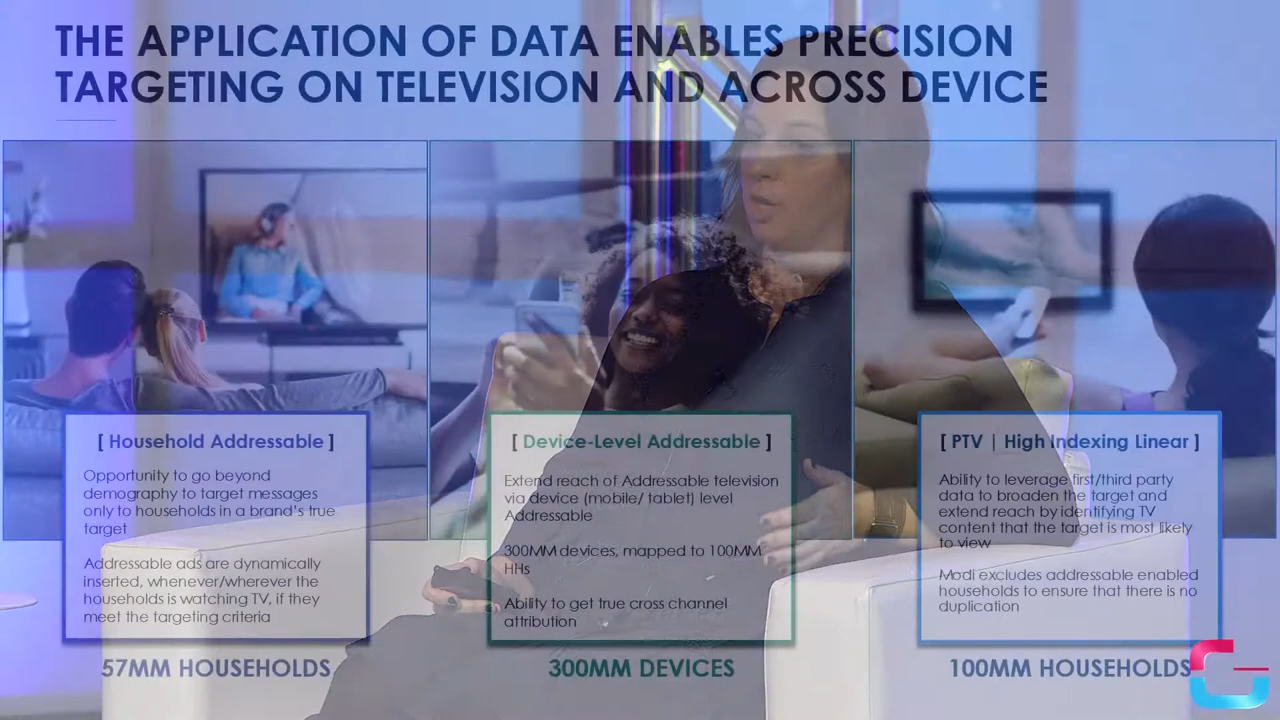 THE APPLICATION OF DATA ENABLES PRECISION
TARGETING ON TELEVISION AND ACROSS DEVICE
[ Household Addressable ]
Opportunity to go beyond
demography to target messages
only to households in a brand's true
target
Addressable ads are dynamically
inserted, whenever/wherever the
households is watching TV, if they
meet the targeting criteria
57MM HOUSEHOLDS
[ Device-Level Addressable ]
Extend reach of Addressable television
via device (mobile/ tablet) level
Addressable
300MM devices, mapped to 100MM
HHs
Ability to get true cross channel
attribution
300MM DEVICES
[ PTV | High Indexing Linear ]
Ability to leverage first/third party
data to broaden the target and
extend reach by identifying TV
content that the target is most likely
to view
Modi excludes addressable enabled
households to ensure that there is no
duplication
100MM HOUSEHOLDS